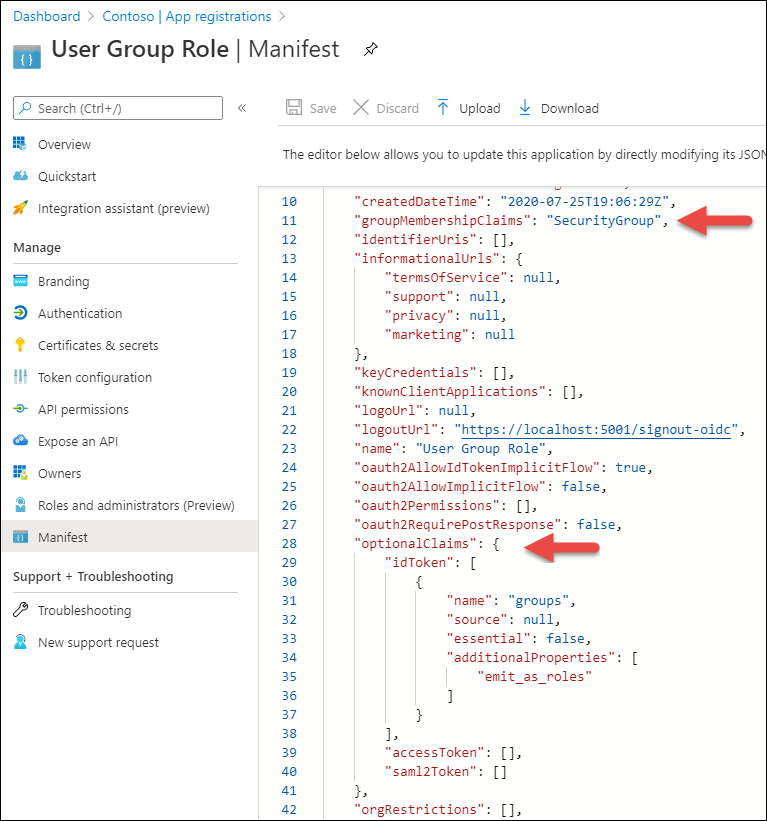 Dashboard > Contoso | App registrations >
User Group Role | Manifest
Search (Ctrl+/)
«
Save
Discard
Upload
Download
Overview
Quickstart
Integration assistant (preview)
Manage
Branding
Authentication
Certificates & secrets
Token configuration
API permissions
Expose an API
Owners
Roles and administrators (Preview)
Manifest
Support + Troubleshooting
Troubleshooting
New support request
The editor below allows you to update this application by directly modifying its JSON
10 "createdDateTime": "2020-07-25T19:06:29Z",
11 "groupMembershipClaims": "SecurityGroup",
12 "identifierUris": [],
13 "informationalUrls": {
14 "termsOfService": null,
15 "support": null,
16 "privacy": null,
17 "marketing": null
18 },
19 "keyCredentials": [],
20 "knownClientApplications": [],
21 "logoUrl": null,
22 "logoutUrl": "https://localhost:5001/signout-oidc",
23 "name": "User Group Role",
24 "oauth2AllowIdTokenImplicitFlow": true,
25 "oauth2AllowImplicitFlow": false,
26 "oauth2Permissions": [],
27 "oauth2RequirePostResponse": false,
28 "optionalClaims": {
29 "idToken": [
30 {
31 "name": "groups",
32 "source": null,
33 "essential": false,
34 "additionalProperties": [
35 "emit_as_roles"
36 ]
37 }
38 ],
39 "accessToken": [],
40 "saml2Token": []
41 },
42 "orgRestrictions": [],